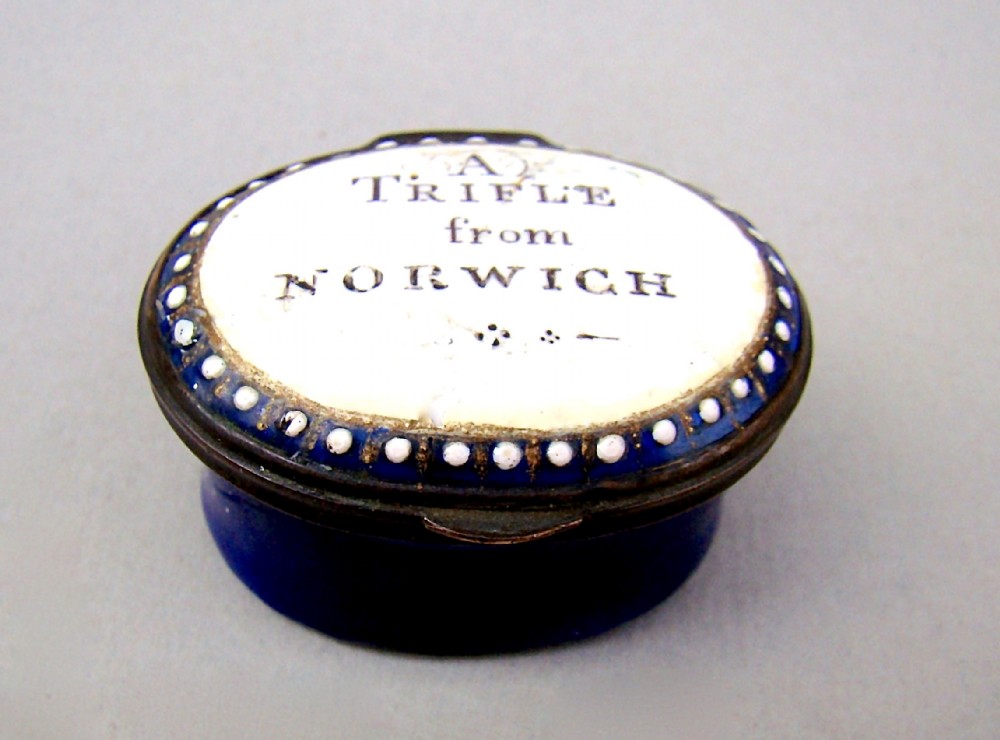 A
TRIFLE
from
NORWICH